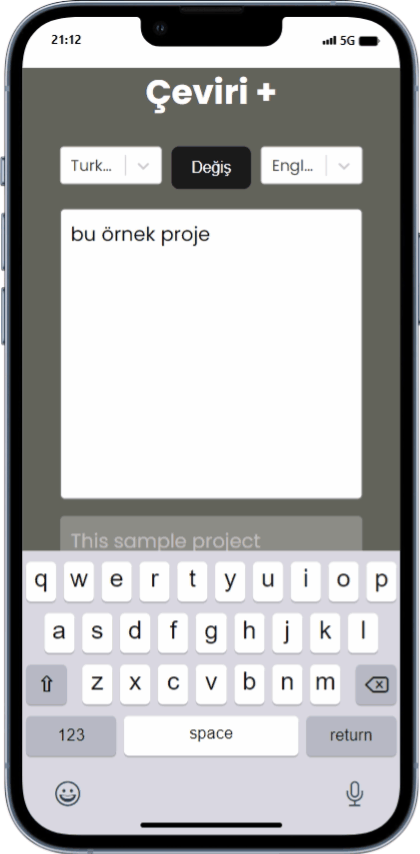 21:12
5G
Çeviri +
Turk...
Değiş
Engl...
bu örnek proje
This sample project
q w e r t y u i o p
a s d f g h j k l
z x c v b n m
123 space return